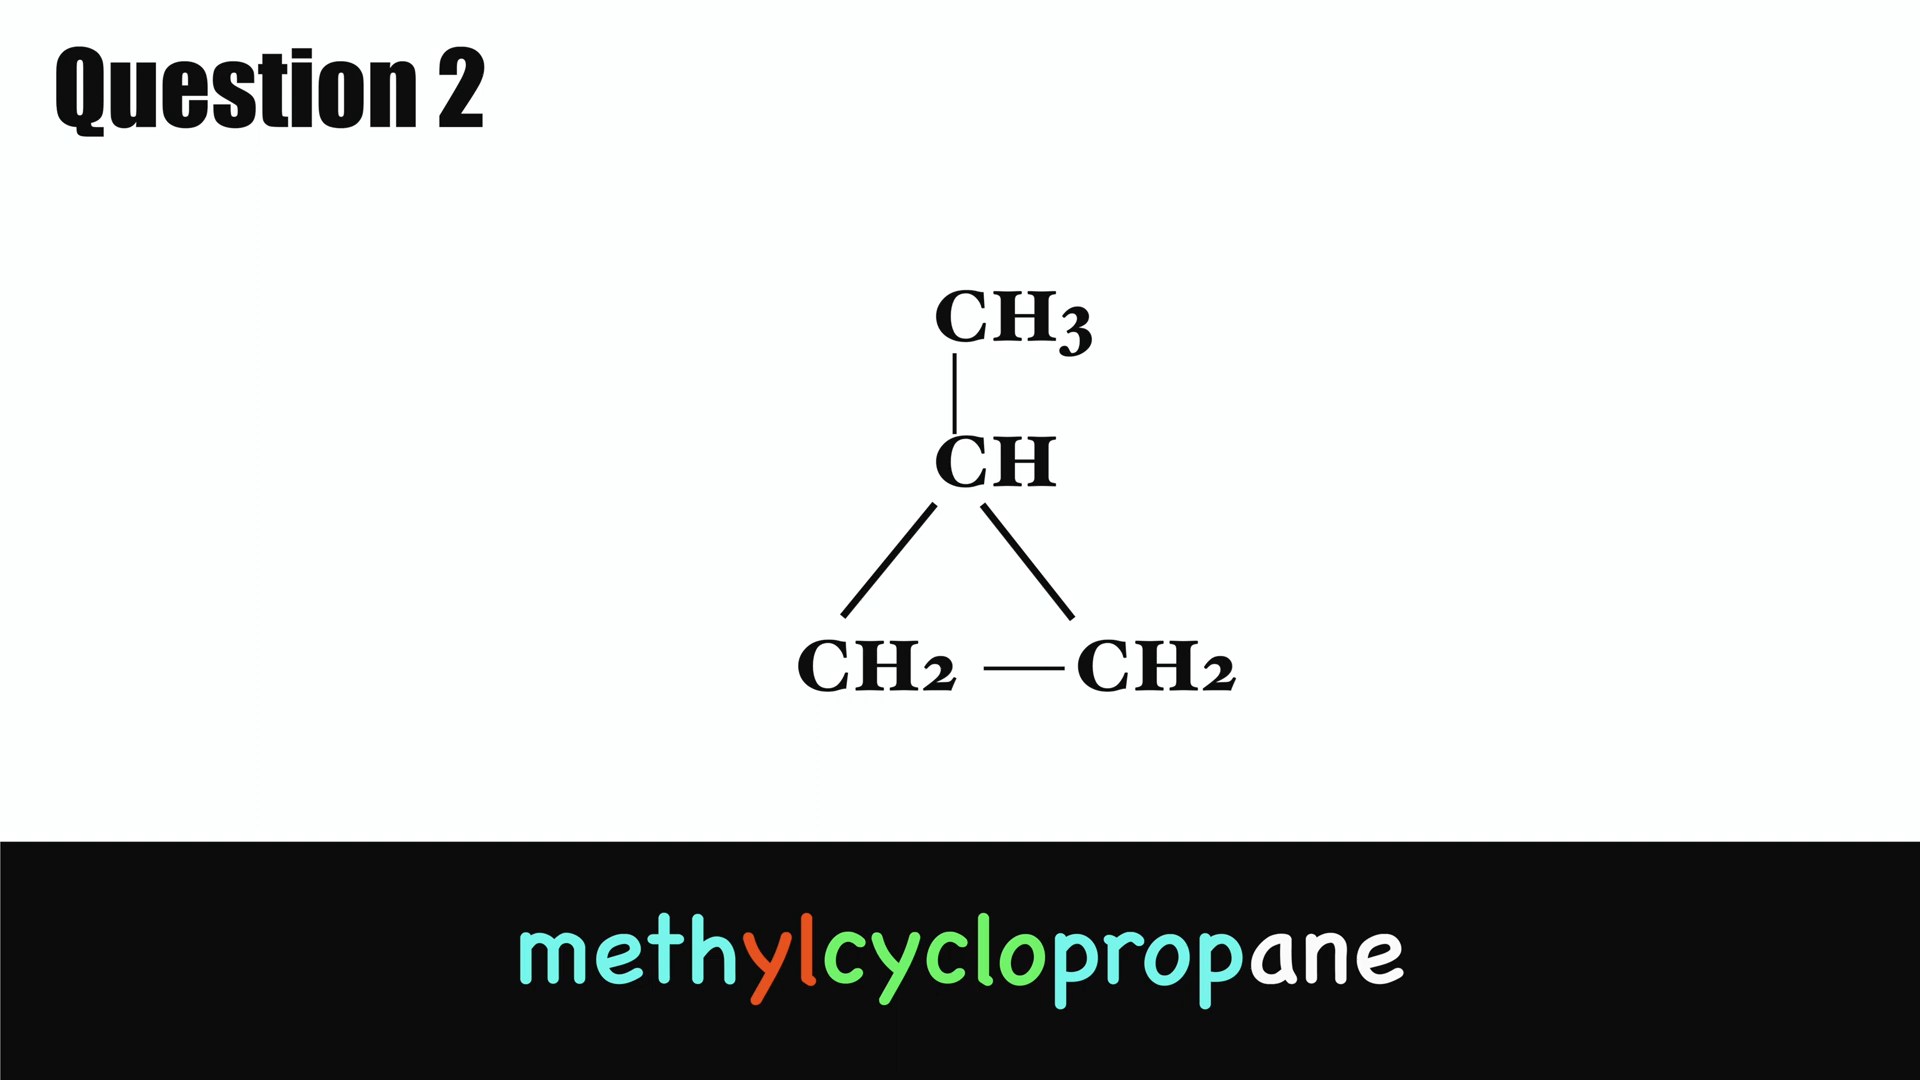 Question 2
CH3
CH
CH2 — CH2
methylcyclopropane